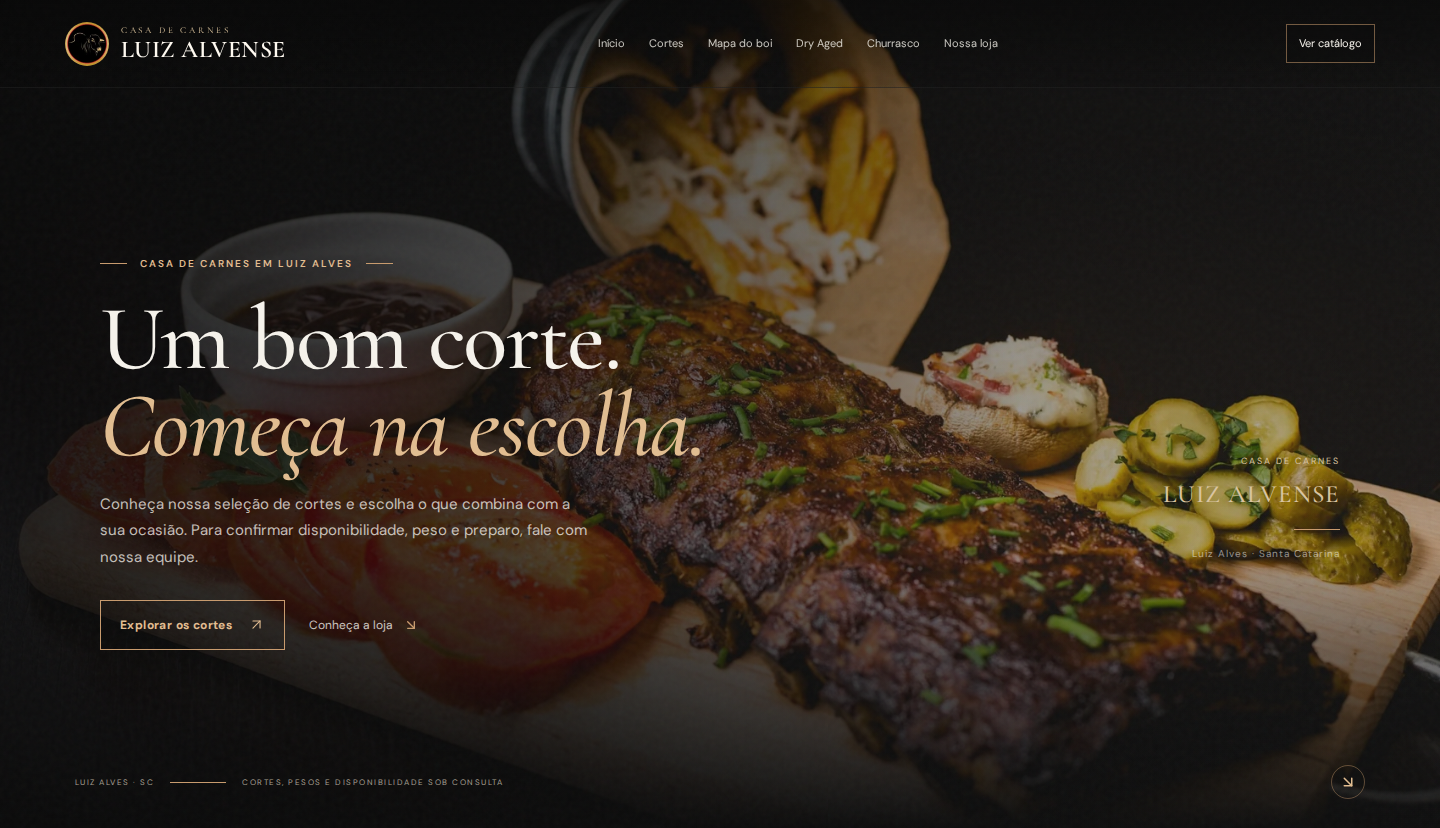 CASA DE CARNES
LUIZ ALVENSE
Início
Cortes
Mapa do boi
Dry Aged
Churrasco
Nossa loja
Ver catálogo
CASA DE CARNES EM LUIZ ALVES
Um bom corte.
Começa na escolha.
Conheça nossa seleção de cortes e escolha o que combina com a
sua ocasião. Para confirmar disponibilidade, peso e preparo, fale com
nossa equipe.
Explorar os cortes
Conheça a loja
CASA DE CARNES
LUIZ ALVENSE
Luiz Alves · Santa Catarina
LUIZ ALVES · SC
CORTES, PESOS E DISPONIBILIDADE SOB CONSULTA